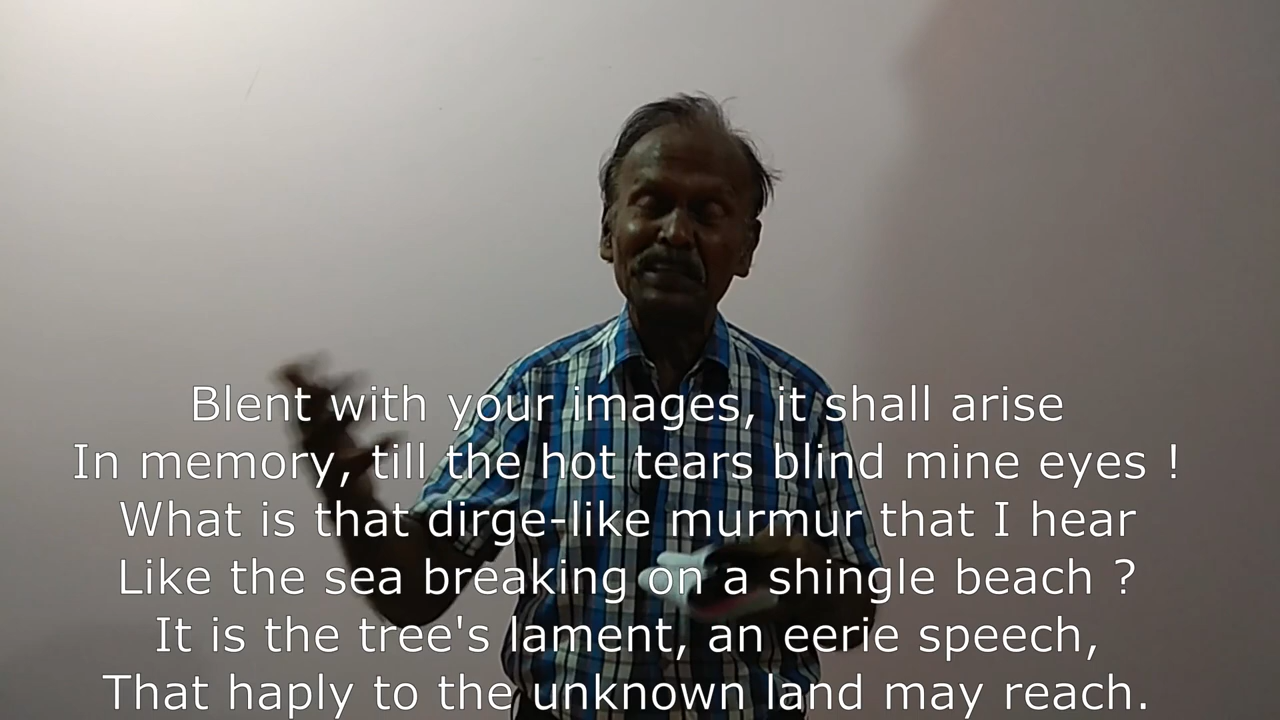 Blent with your images, it shall arise
In memory, till the hot tears blind mine eyes !
What is that dirge-like murmur that I hear
Like the sea breaking on a shingle beach ?
It is the tree's lament, an eerie speech,
That haply to the unknown land may reach.